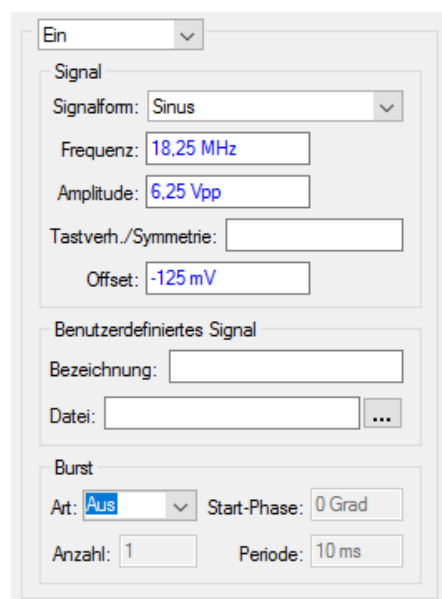 Ein
Signal
Signalform: Sinus
Frequenz: 18,25 MHz
Amplitude: 6,25 Vpp
Tastverh./Symmetrie:
Offset: -125 mV
Benutzerdefiniertes Signal
Bezeichnung:
Datei: ...
Burst
Art: Aus Start-Phase: 0 Grad
Anzahl: 1 Periode: 10 ms